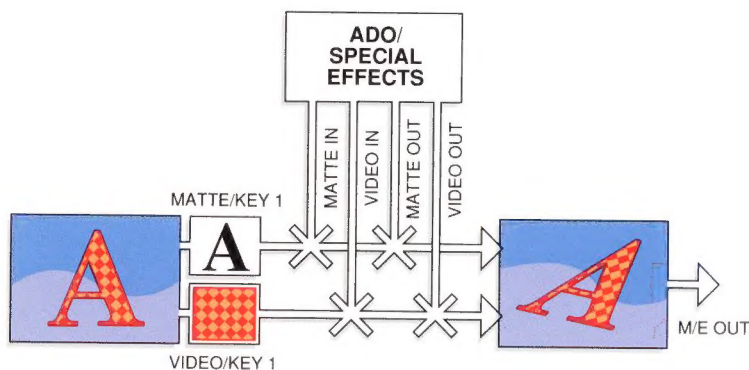 ADO/
SPECIAL
EFFECTS
MATTE IN
VIDEO IN
MATTE OUT
VIDEO OUT
MATTE/KEY 1
A
A
A
VIDEO/KEY 1
M/E OUT